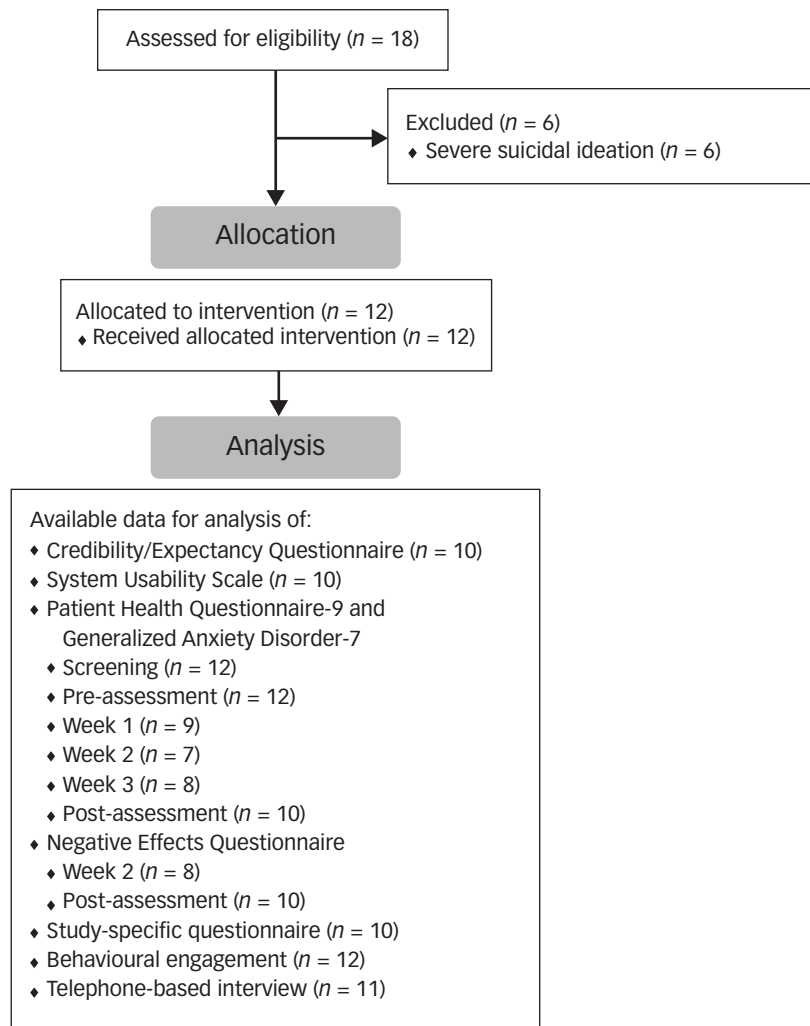 Assessed for eligibility (n = 18)
Excluded (n = 6)
♦ Severe suicidal ideation (n = 6)
Allocation
Allocated to intervention (n = 12)
♦ Received allocated intervention (n = 12)
Analysis
Available data for analysis of:
♦ Credibility/Expectancy Questionnaire (n = 10)
♦ System Usability Scale (n = 10)
♦ Patient Health Questionnaire-9 and
Generalized Anxiety Disorder-7
♦ Screening (n = 12)
♦ Pre-assessment (n = 12)
♦ Week 1 (n = 9)
♦ Week 2 (n = 7)
♦ Week 3 (n = 8)
♦ Post-assessment (n = 10)
♦ Negative Effects Questionnaire
♦ Week 2 (n = 8)
♦ Post-assessment (n = 10)
♦ Study-specific questionnaire (n = 10)
♦ Behavioural engagement (n = 12)
♦ Telephone-based interview (n = 11)